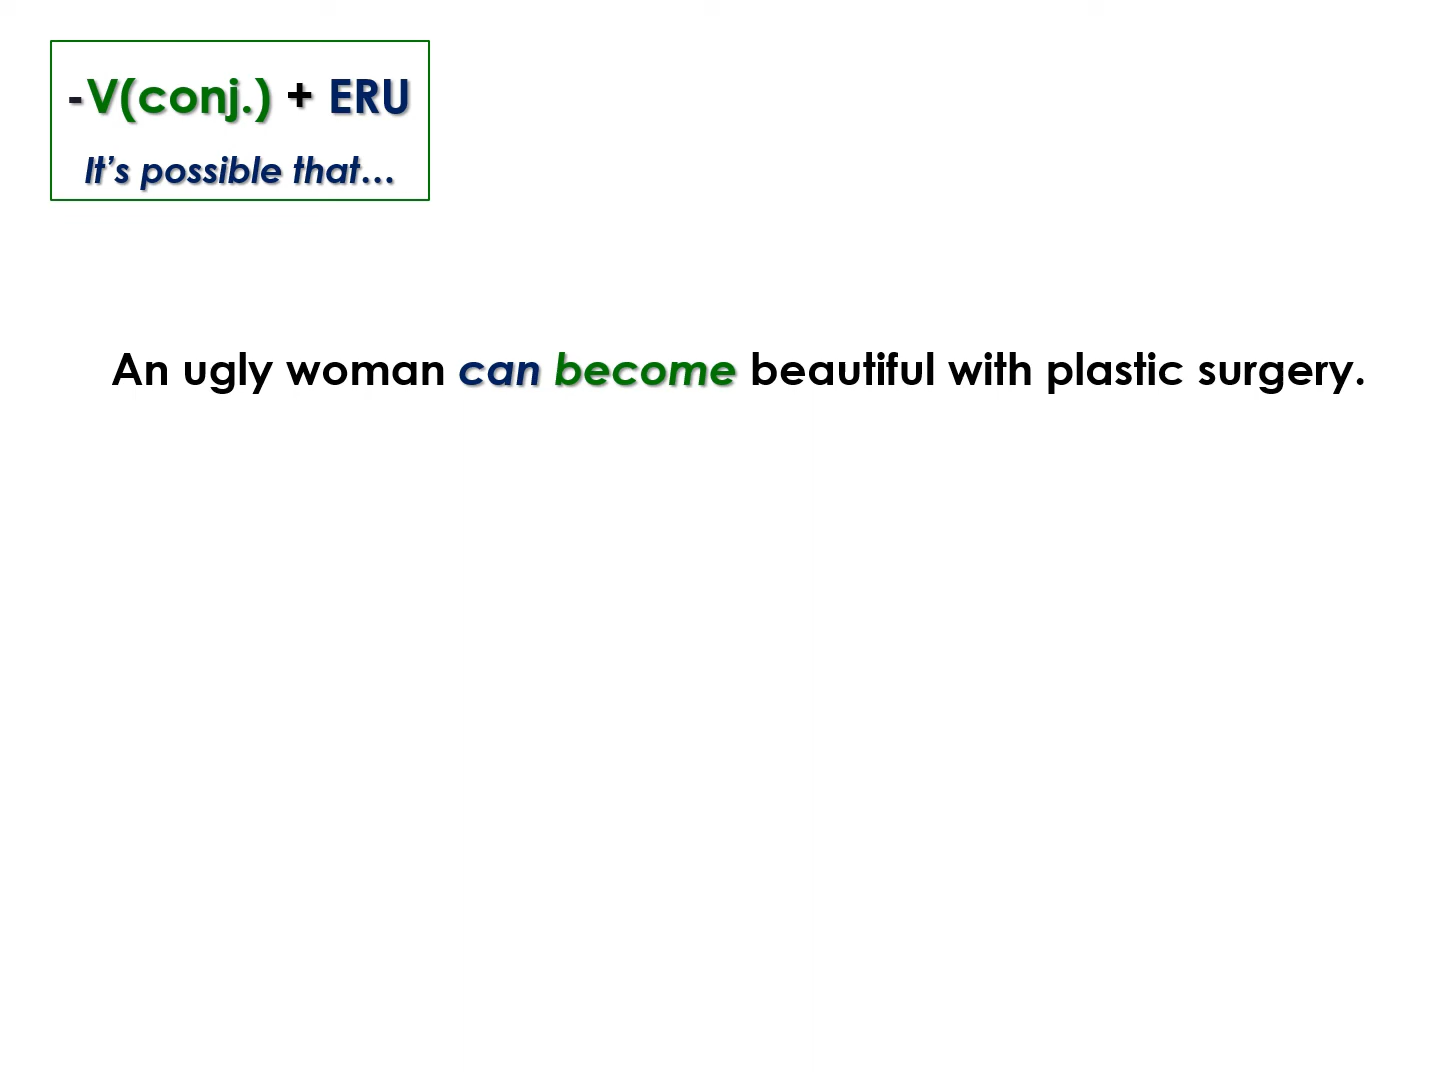 -V(conj.) + ERU
It’s possible that…
An ugly woman can become beautiful with plastic surgery.